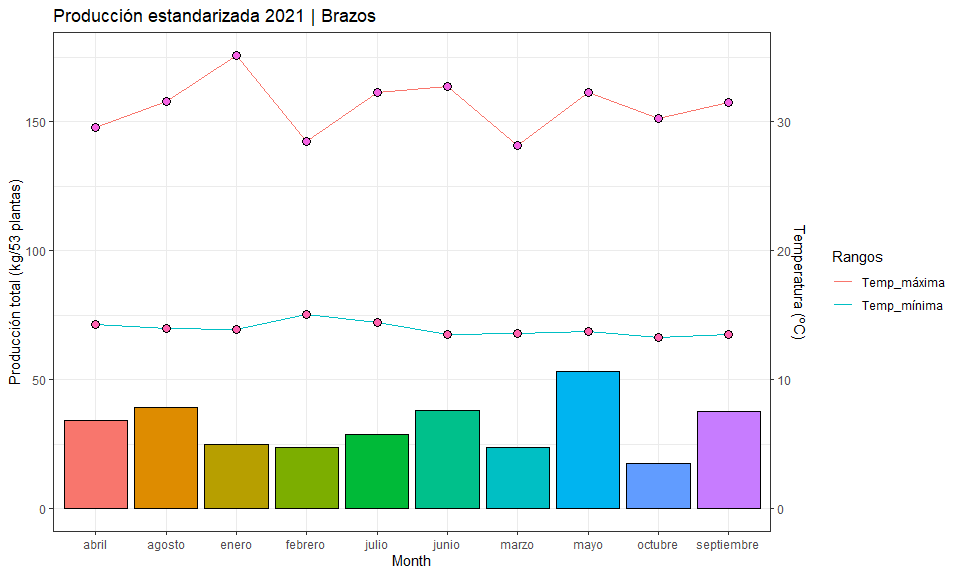 Producción estandarizada 2021 | Brazos
Producción total (kg/53 plantas)
150
100
50
0
30
20
10
0
Temperatura (ºC)
abril agosto enero febrero julio junio marzo mayo octubre septiembre
Month
Rangos
Temp_máxima
Temp_mínima